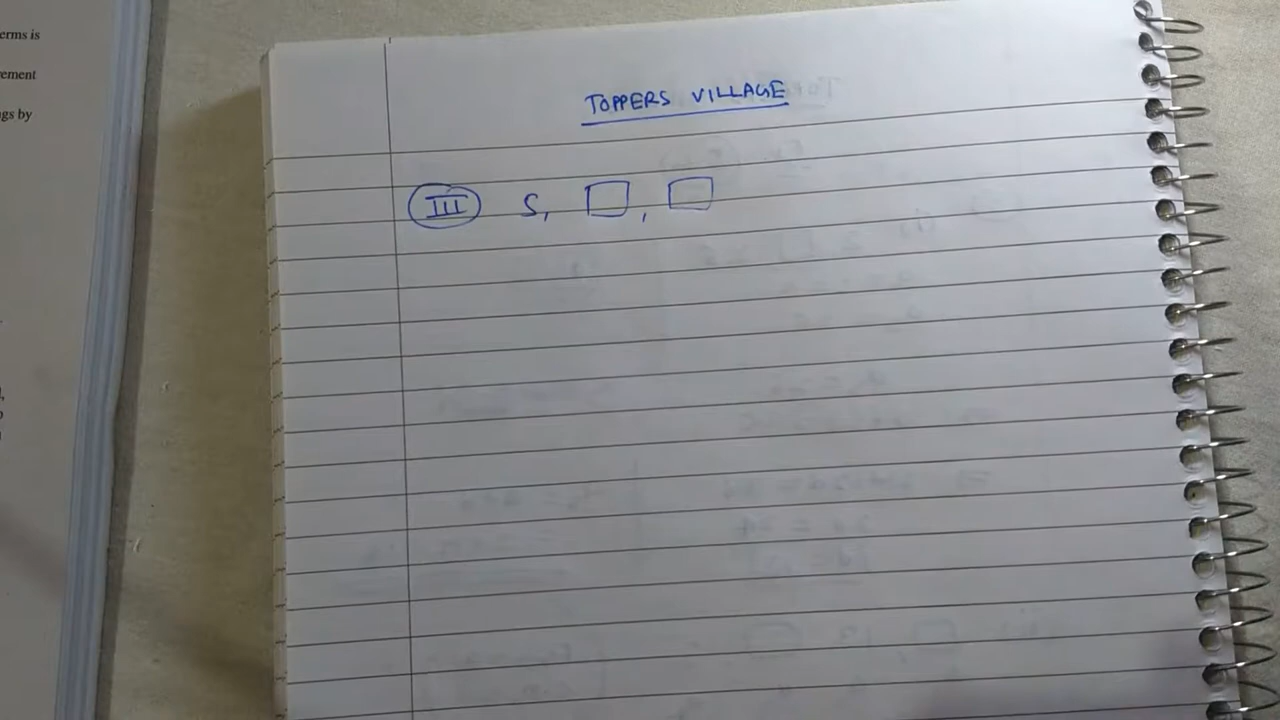 erms is
ement
gs by
TOPPERS VILLAGE
III 5, □, □